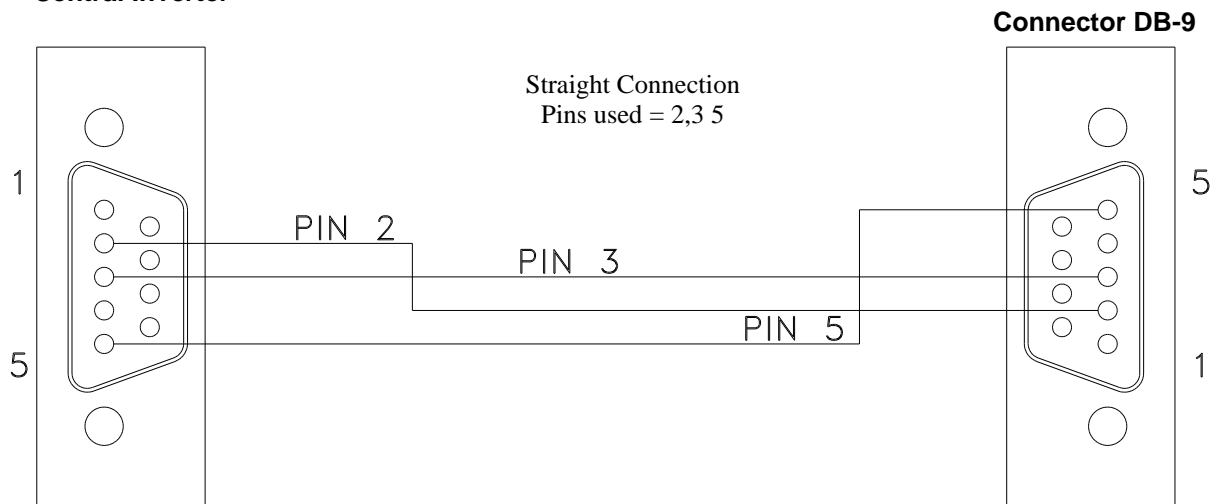 Connector DB-9
Straight Connection
Pins used = 2,3 5
1
5
PIN 2
PIN 3
PIN 5
5
1